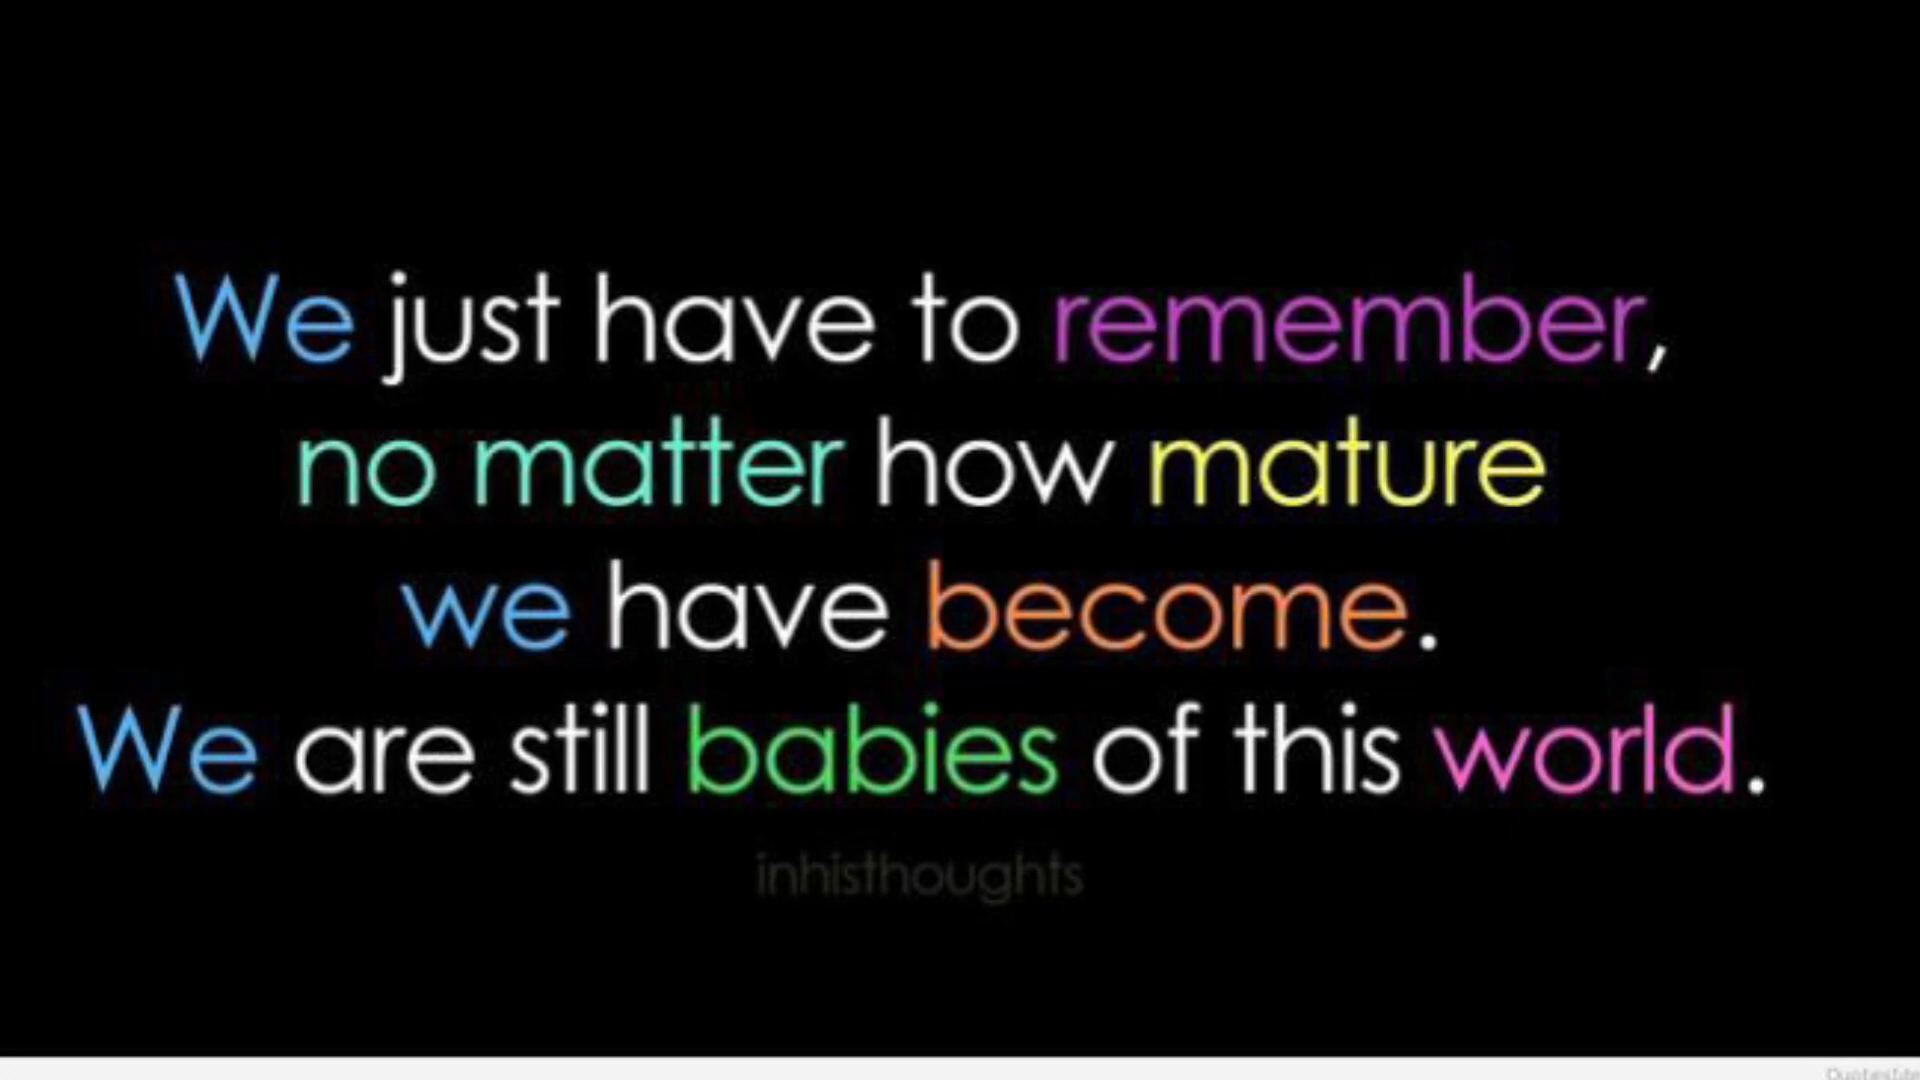 We just have to remember,
no matter how mature
we have become.
We are still babies of this world.
inhisthoughts